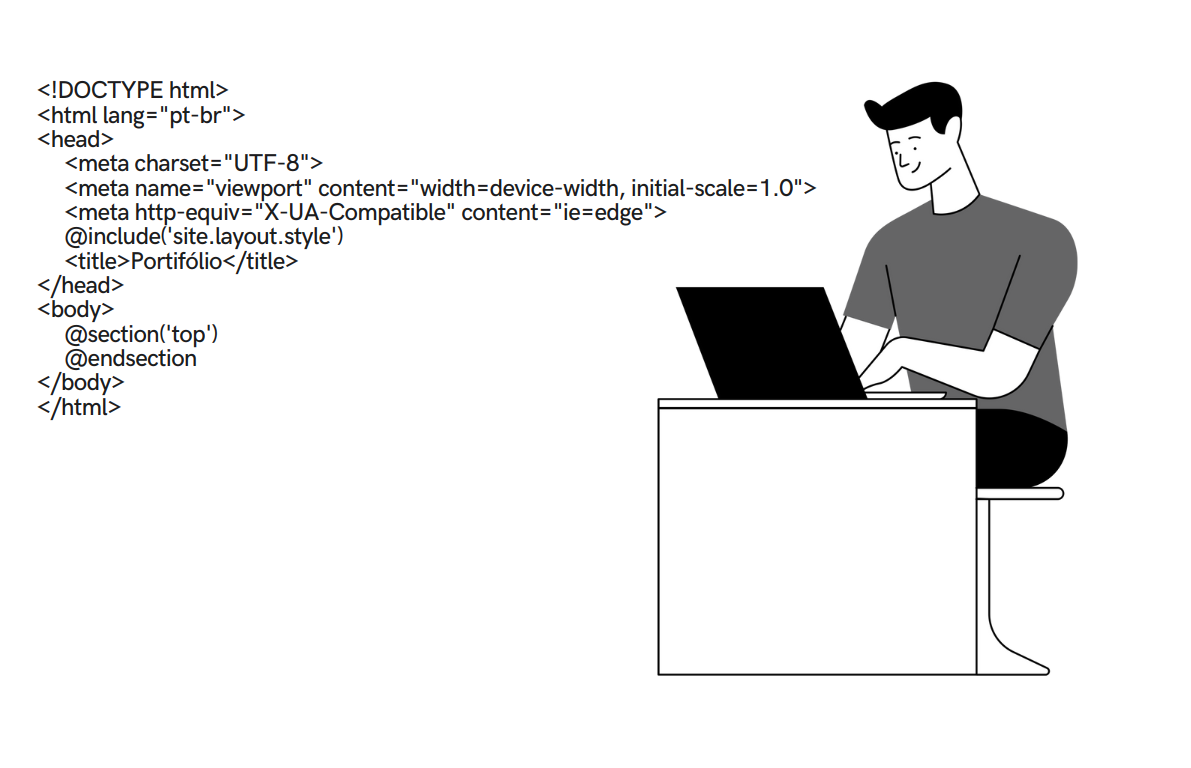 <!DOCTYPE html>
<html lang="pt-br">
<head>
    <meta charset="UTF-8">
    <meta name="viewport" content="width=device-width, initial-scale=1.0">
    <meta http-equiv="X-UA-Compatible" content="ie=edge">
    @include('site.layout.style')
    <title>Portifólio</title>
</head>
<body>
    @section('top')
    @endsection
</body>
</html>